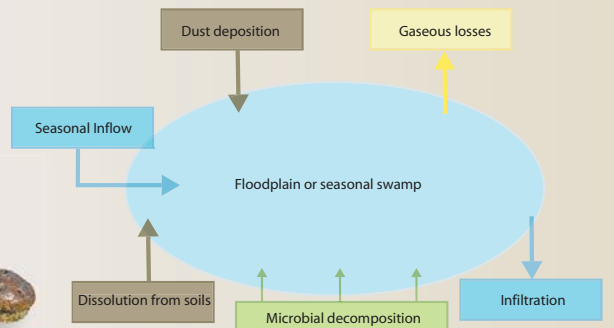 Dust deposition
Gaseous losses
Seasonal Inflow
Floodplain or seasonal swamp
Dissolution from soils
Microbial decomposition
Infiltration